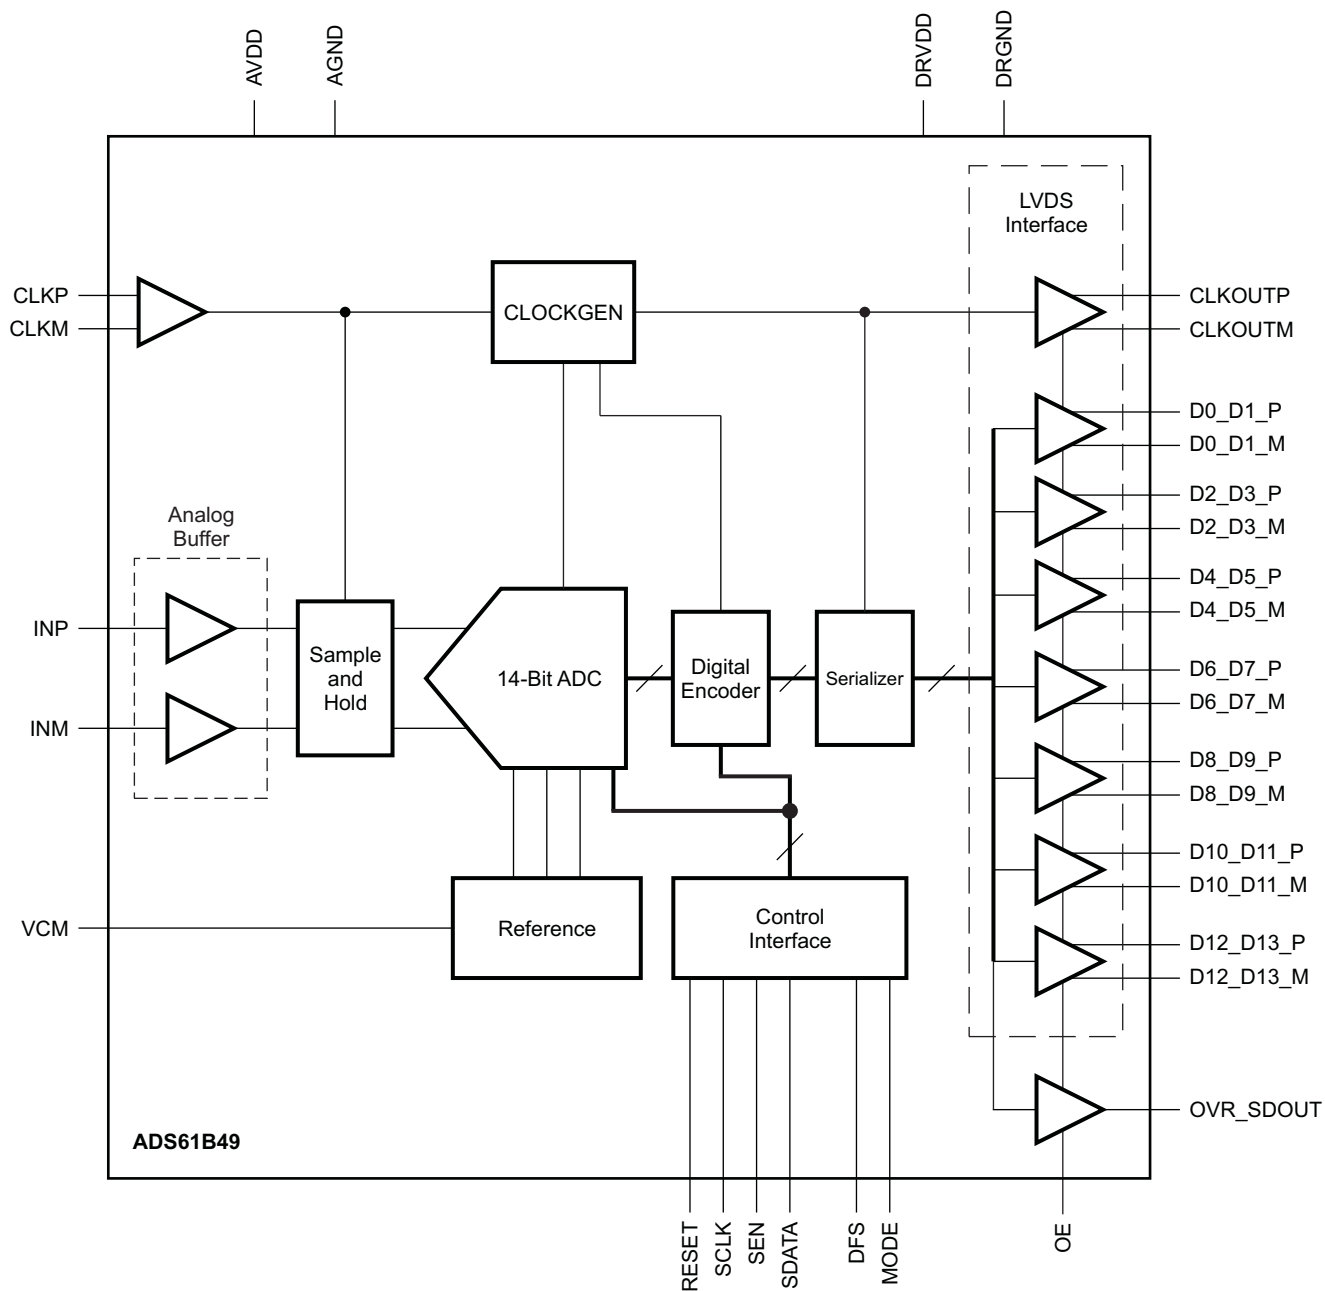 AVDD
AGND
DRVDD
DRGND
LVDS
Interface
CLKP
CLKM
CLOCKGEN
CLKOUTP
CLKOUTM
D0_D1_P
D0_D1_M
D2_D3_P
D2_D3_M
Analog
Buffer
D4_D5_P
D4_D5_M
INP
INM
Sample
and
Hold
14-Bit ADC
Digital
Encoder
Serializer
D6_D7_P
D6_D7_M
D8_D9_P
D8_D9_M
D10_D11_P
D10_D11_M
VCM
Reference
Control
Interface
D12_D13_P
D12_D13_M
OVR_SDOUT
ADS61B49
RESET
SCLK
SEN
SDATA
DFS
MODE
OE